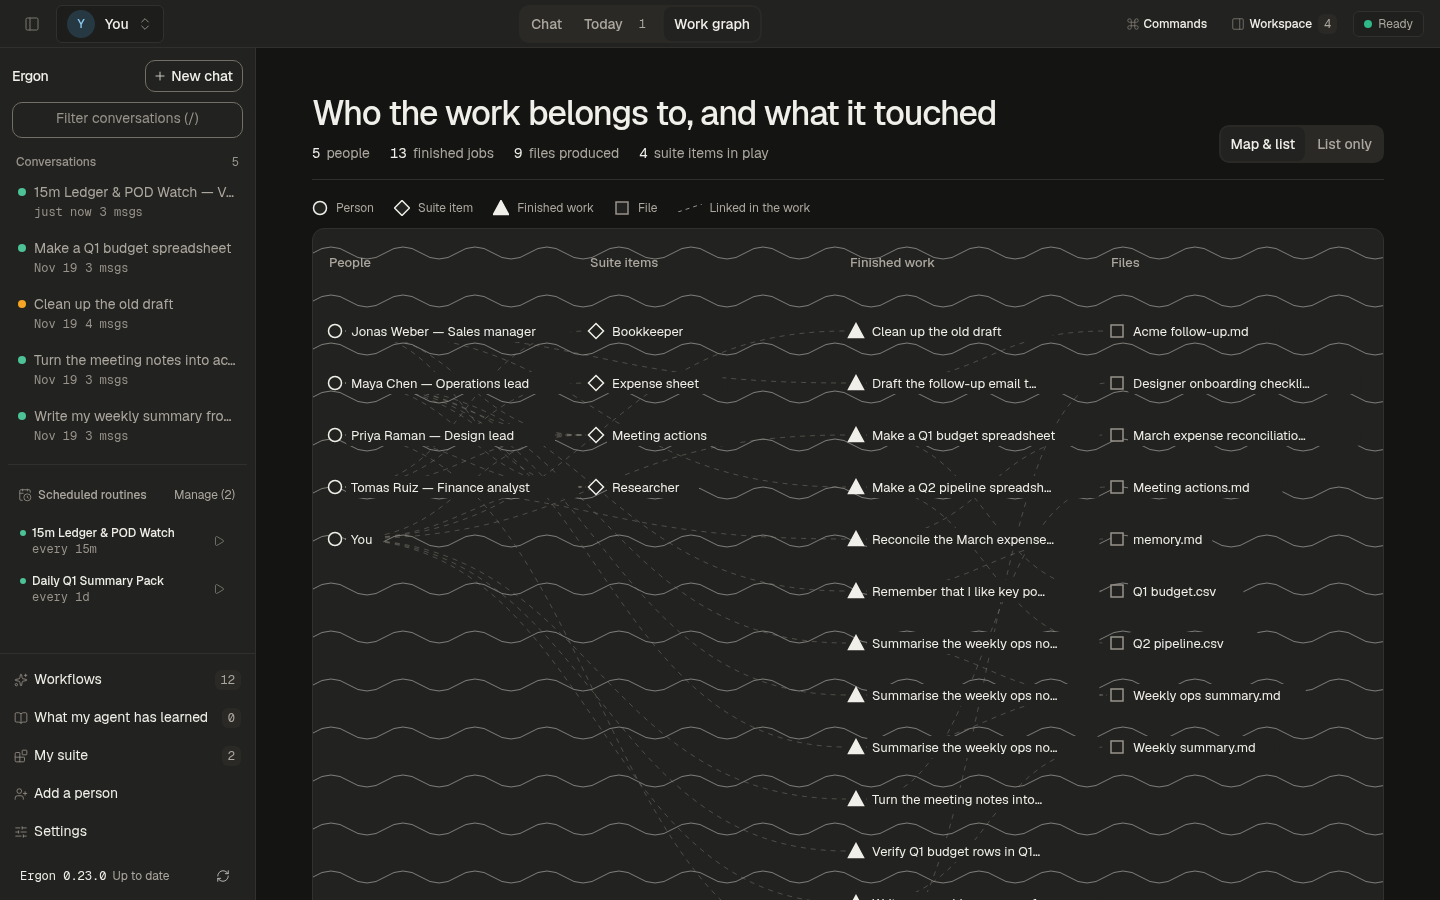 Y You
Chat Today 1 Work graph
Commands Workspace 4 Ready
Ergon
New chat
Filter conversations (/)
Conversations 5
15m Ledger & POD Watch — V…
just now 3 msgs
Make a Q1 budget spreadsheet
Nov 19 3 msgs
Clean up the old draft
Nov 19 4 msgs
Turn the meeting notes into ac…
Nov 19 3 msgs
Write my weekly summary fro…
Nov 19 3 msgs
Scheduled routines Manage (2)
15m Ledger & POD Watch
every 15m
Daily Q1 Summary Pack
every 1d
Workflows 12
What my agent has learned 0
My suite 2
Add a person
Settings
Ergon 0.23.0 Up to date
Who the work belongs to, and what it touched
5 people 13 finished jobs 9 files produced 4 suite items in play
Map & list List only
Person Suite item Finished work File Linked in the work
People Suite items Finished work Files
Jonas Weber — Sales manager Bookkeeper Clean up the old draft Acme follow-up.md
Maya Chen — Operations lead Expense sheet Draft the follow-up email t… Designer onboarding checkli…
Priya Raman — Design lead Meeting actions Make a Q1 budget spreadsheet March expense reconciliatio…
Tomas Ruiz — Finance analyst Researcher Make a Q2 pipeline spreadsh… Meeting actions.md
You Reconcile the March expense… memory.md
Remember that I like key po… Q1 budget.csv
Summarise the weekly ops no… Q2 pipeline.csv
Summarise the weekly ops no… Weekly ops summary.md
Summarise the weekly ops no… Weekly summary.md
Turn the meeting notes into…
Verify Q1 budget rows in Q1…